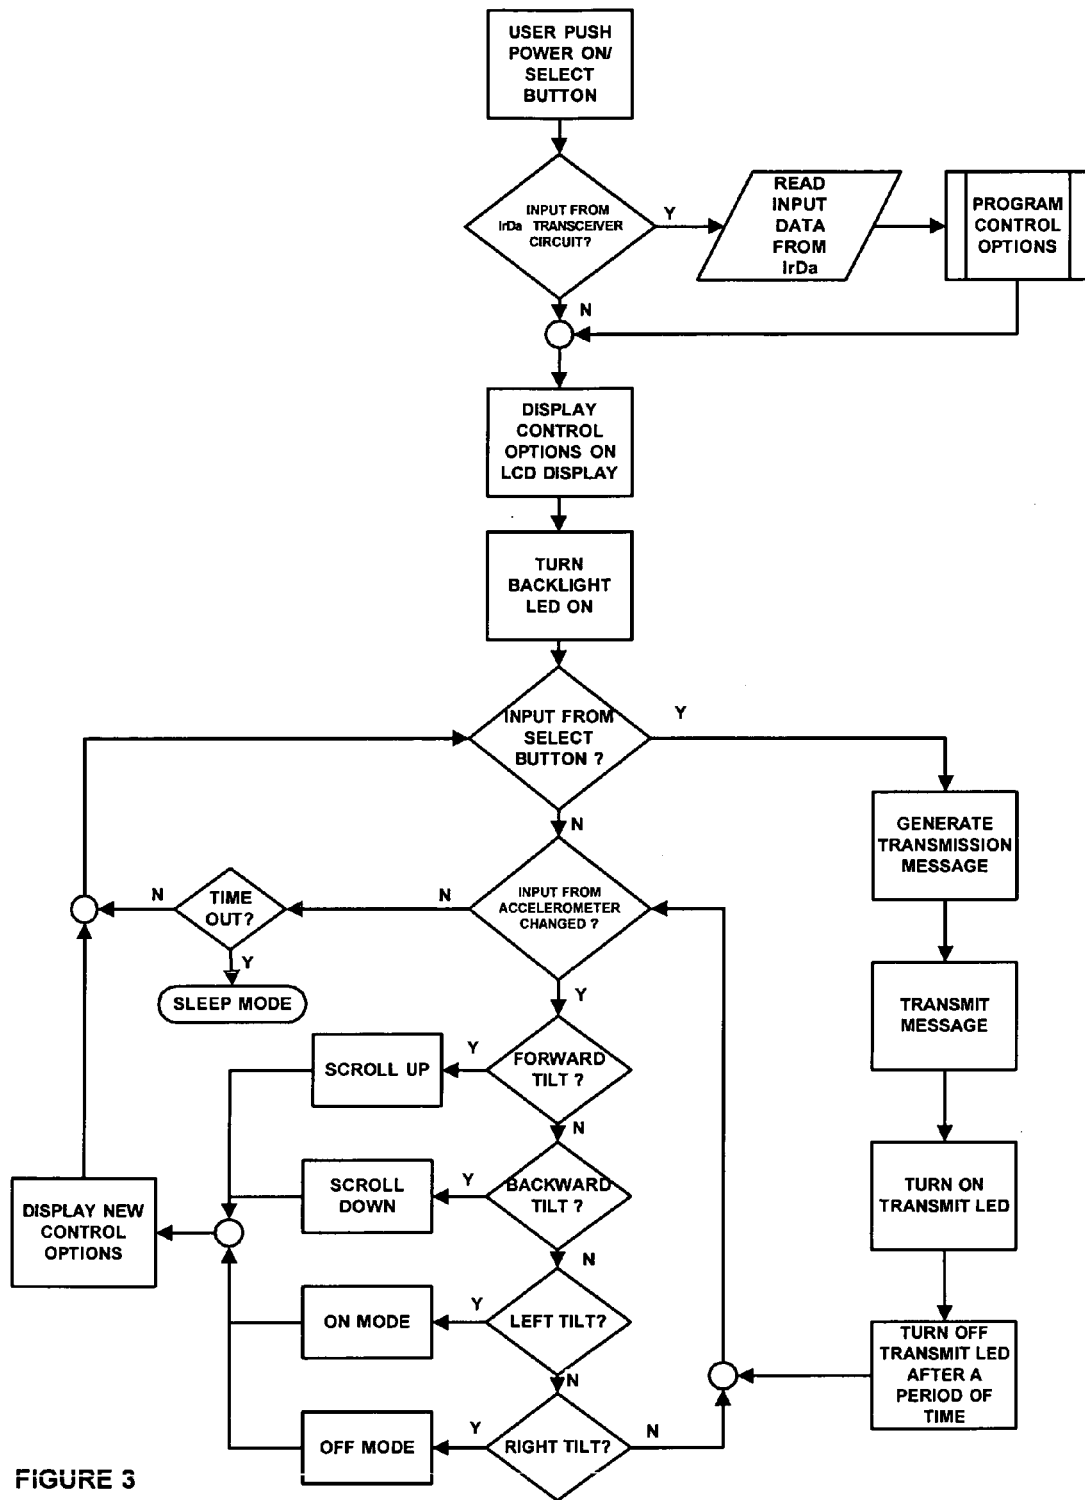 USER PUSH
POWER ON/
SELECT
BUTTON
INPUT FROM
IrDa TRANSCEIVER
CIRCUIT?
Y
READ
INPUT
DATA
FROM
IrDa
PROGRAM
CONTROL
OPTIONS
N
DISPLAY
CONTROL
OPTIONS ON
LCD DISPLAY
TURN
BACKLIGHT
LED ON
INPUT FROM
SELECT
BUTTON ?
Y
N
GENERATE
TRANSMISSION
MESSAGE
INPUT FROM
ACCELEROMETER
CHANGED ?
N
TIME
OUT?
N
Y
SLEEP MODE
Y
TRANSMIT
MESSAGE
FORWARD
TILT ?
Y
SCROLL UP
N
BACKWARD
TILT ?
Y
SCROLL
DOWN
TURN ON
TRANSMIT LED
DISPLAY NEW
CONTROL
OPTIONS
N
LEFT TILT?
Y
ON MODE
N
TURN OFF
TRANSMIT LED
AFTER A
PERIOD OF
TIME
RIGHT TILT?
Y
N
OFF MODE
FIGURE 3